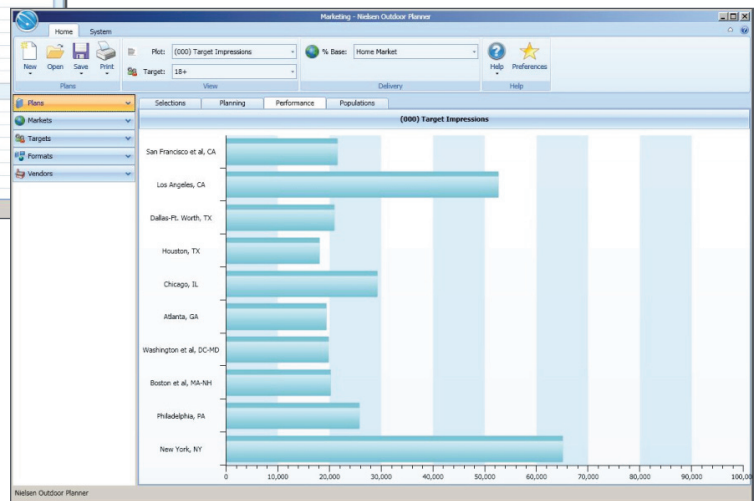 Marketing - Nielsen Outdoor Planner
Home System
Plot: (000) Target Impressions
% Base: Home Market
New Open Save Print
Target: 18+
Help Preferences
Plans View Delivery Help
Plans
Markets
Targets
Formats
Vendors
Selections Planning Performance Populations
(000) Target Impressions
San Francisco et al, CA
Los Angeles, CA
Dallas-Ft. Worth, TX
Houston, TX
Chicago, IL
Atlanta, GA
Washington et al, DC-MD
Boston et al, MA-NH
Philadelphia, PA
New York, NY
0 10,000 20,000 30,000 40,000 50,000 60,000 70,000 80,000 90,000 100,00
Nielsen Outdoor Planner